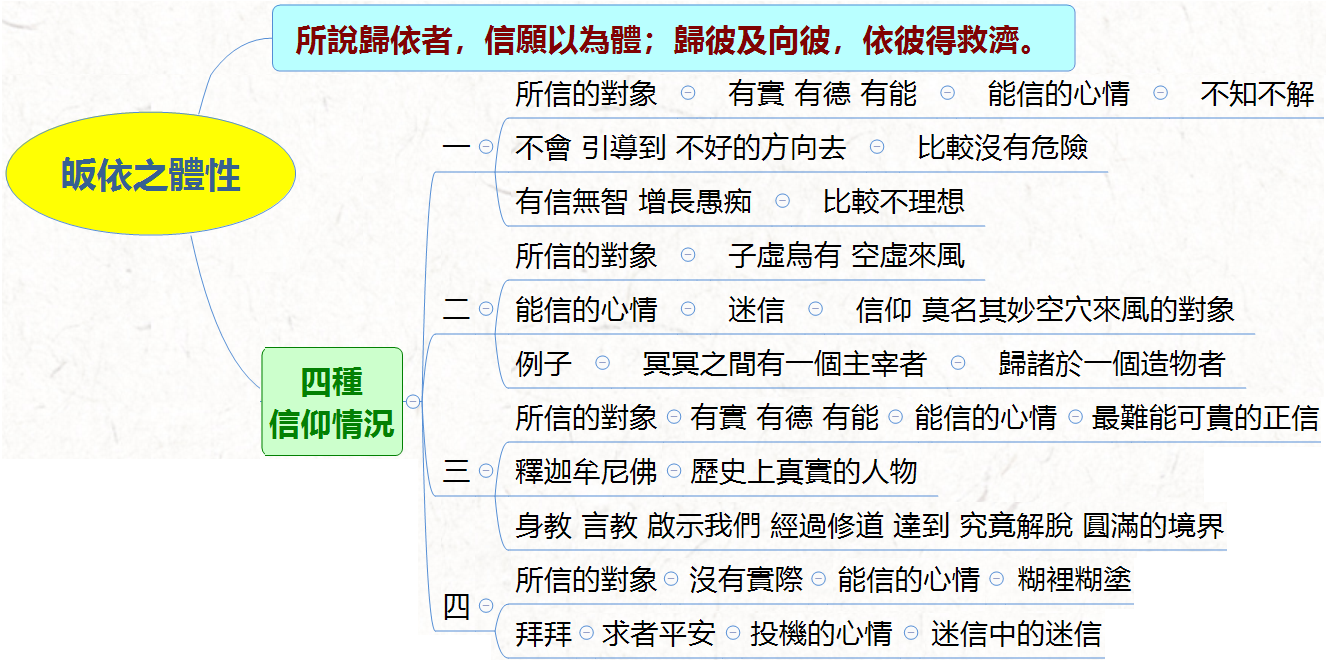 所說歸依者，信願以為體；歸彼及向彼，依彼得救濟。
皈依之體性
四種
信仰情況
一
所信的對象 有實 有德 有能 能信的心情 不知不解
不會 引導到 不好的方向去 比較沒有危險
有信無智 增長愚痴 比較不理想
二
所信的對象 子虛烏有 空虛來風
能信的心情 迷信 信仰 莫名其妙空穴來風的對象
例子 冥冥之間有一個主宰者 歸諸於一個造物者
三
所信的對象 有實 有德 有能 能信的心情 最難能可貴的正信
釋迦牟尼佛 歷史上真實的人物
身教 言教 啟示我們 經過修道 達到 究竟解脫 圓滿的境界
四
所信的對象 沒有實際 能信的心情 糊裡糊塗
拜拜 求者平安 投機的心情 迷信中的迷信